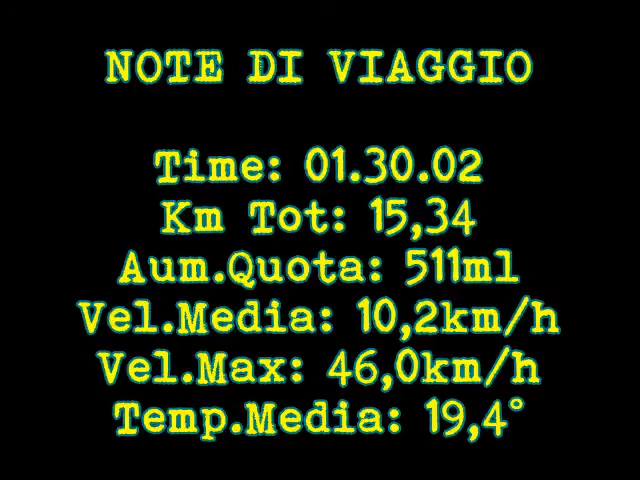 NOTE DI VIAGGIO
Time: 01.30.02
Km Tot: 15,34
Aum.Quota: 511ml
Vel.Media: 10,2km/h
Vel.Max: 46,0km/h
Temp.Media: 19,4°